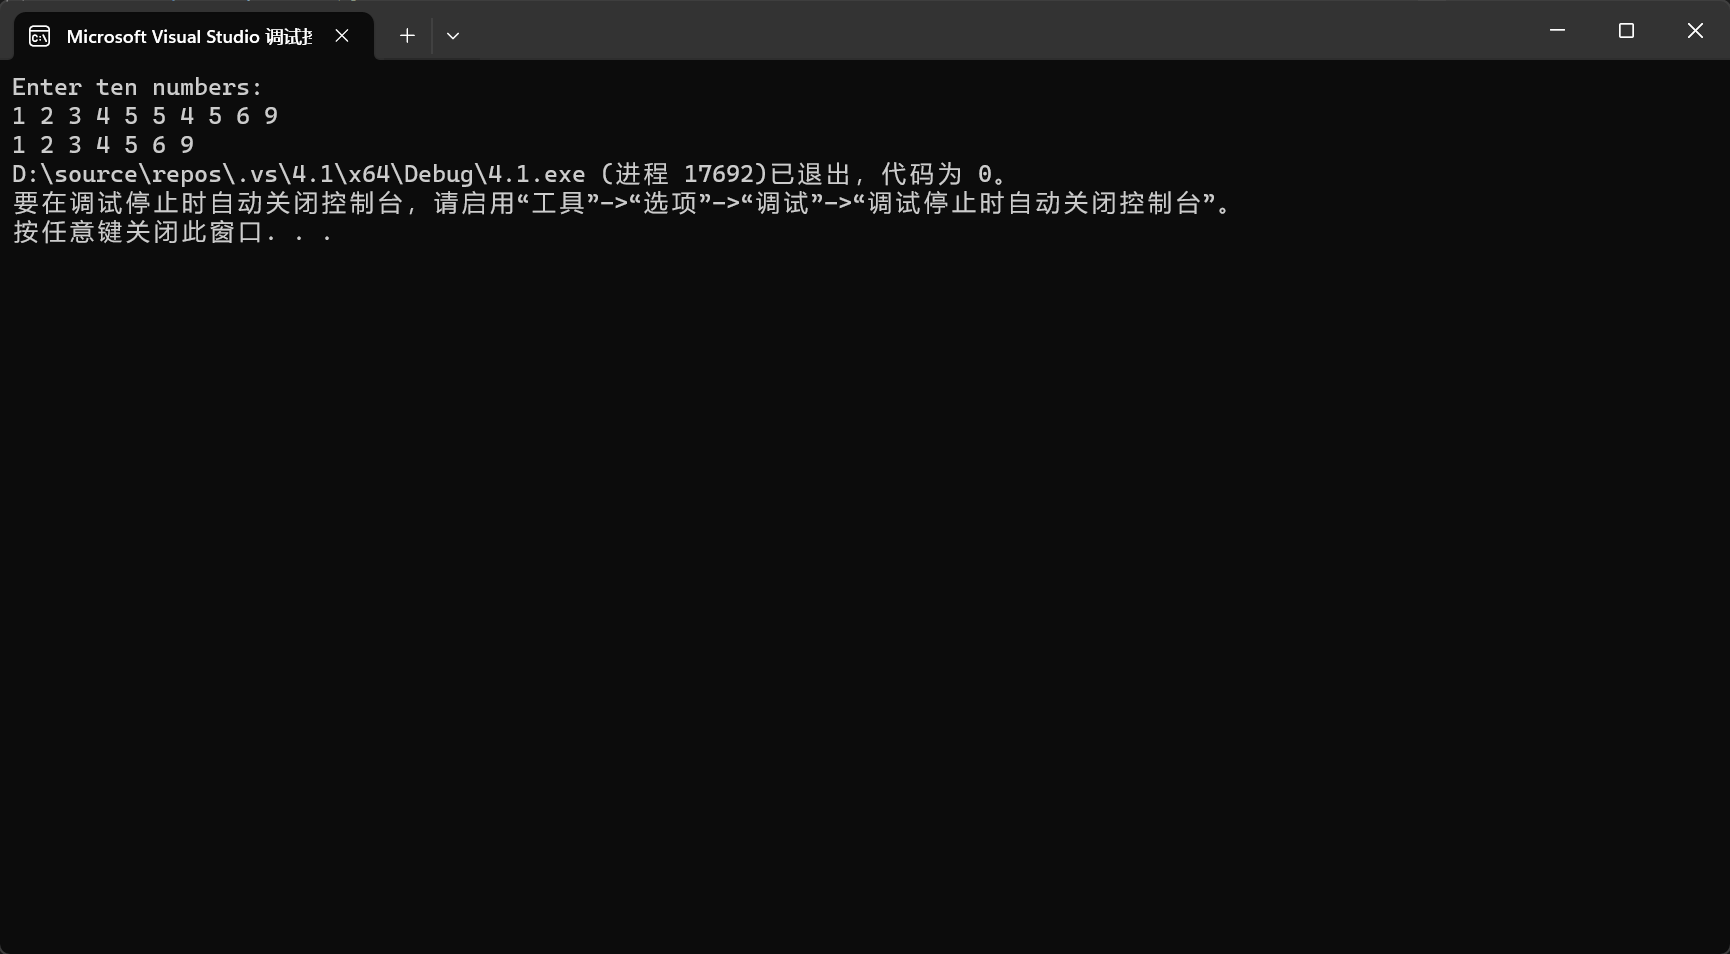 Microsoft Visual Studio 调试
Enter ten numbers:
1 2 3 4 5 5 4 5 6 9
1 2 3 4 5 6 9
D:\source\repos\.vs\4.1\x64\Debug\4.1.exe (进程 17692)已退出，代码为 0。
要在调试停止时自动关闭控制台，请启用“工具”->“选项”->“调试”->“调试停止时自动关闭控制台”。
按任意键关闭此窗口. . .